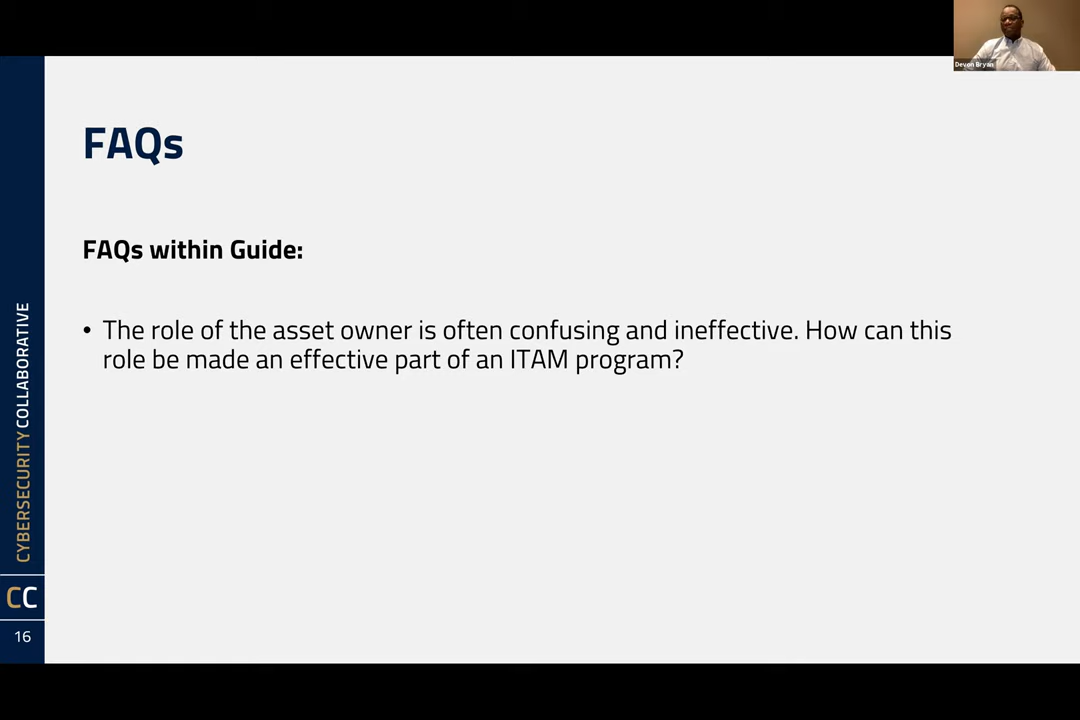 Devon Bryan
FAQs
FAQs within Guide:
• The role of the asset owner is often confusing and ineffective. How can this
role be made an effective part of an ITAM program?
CYBERSECURITY COLLABORATIVE
CC
16